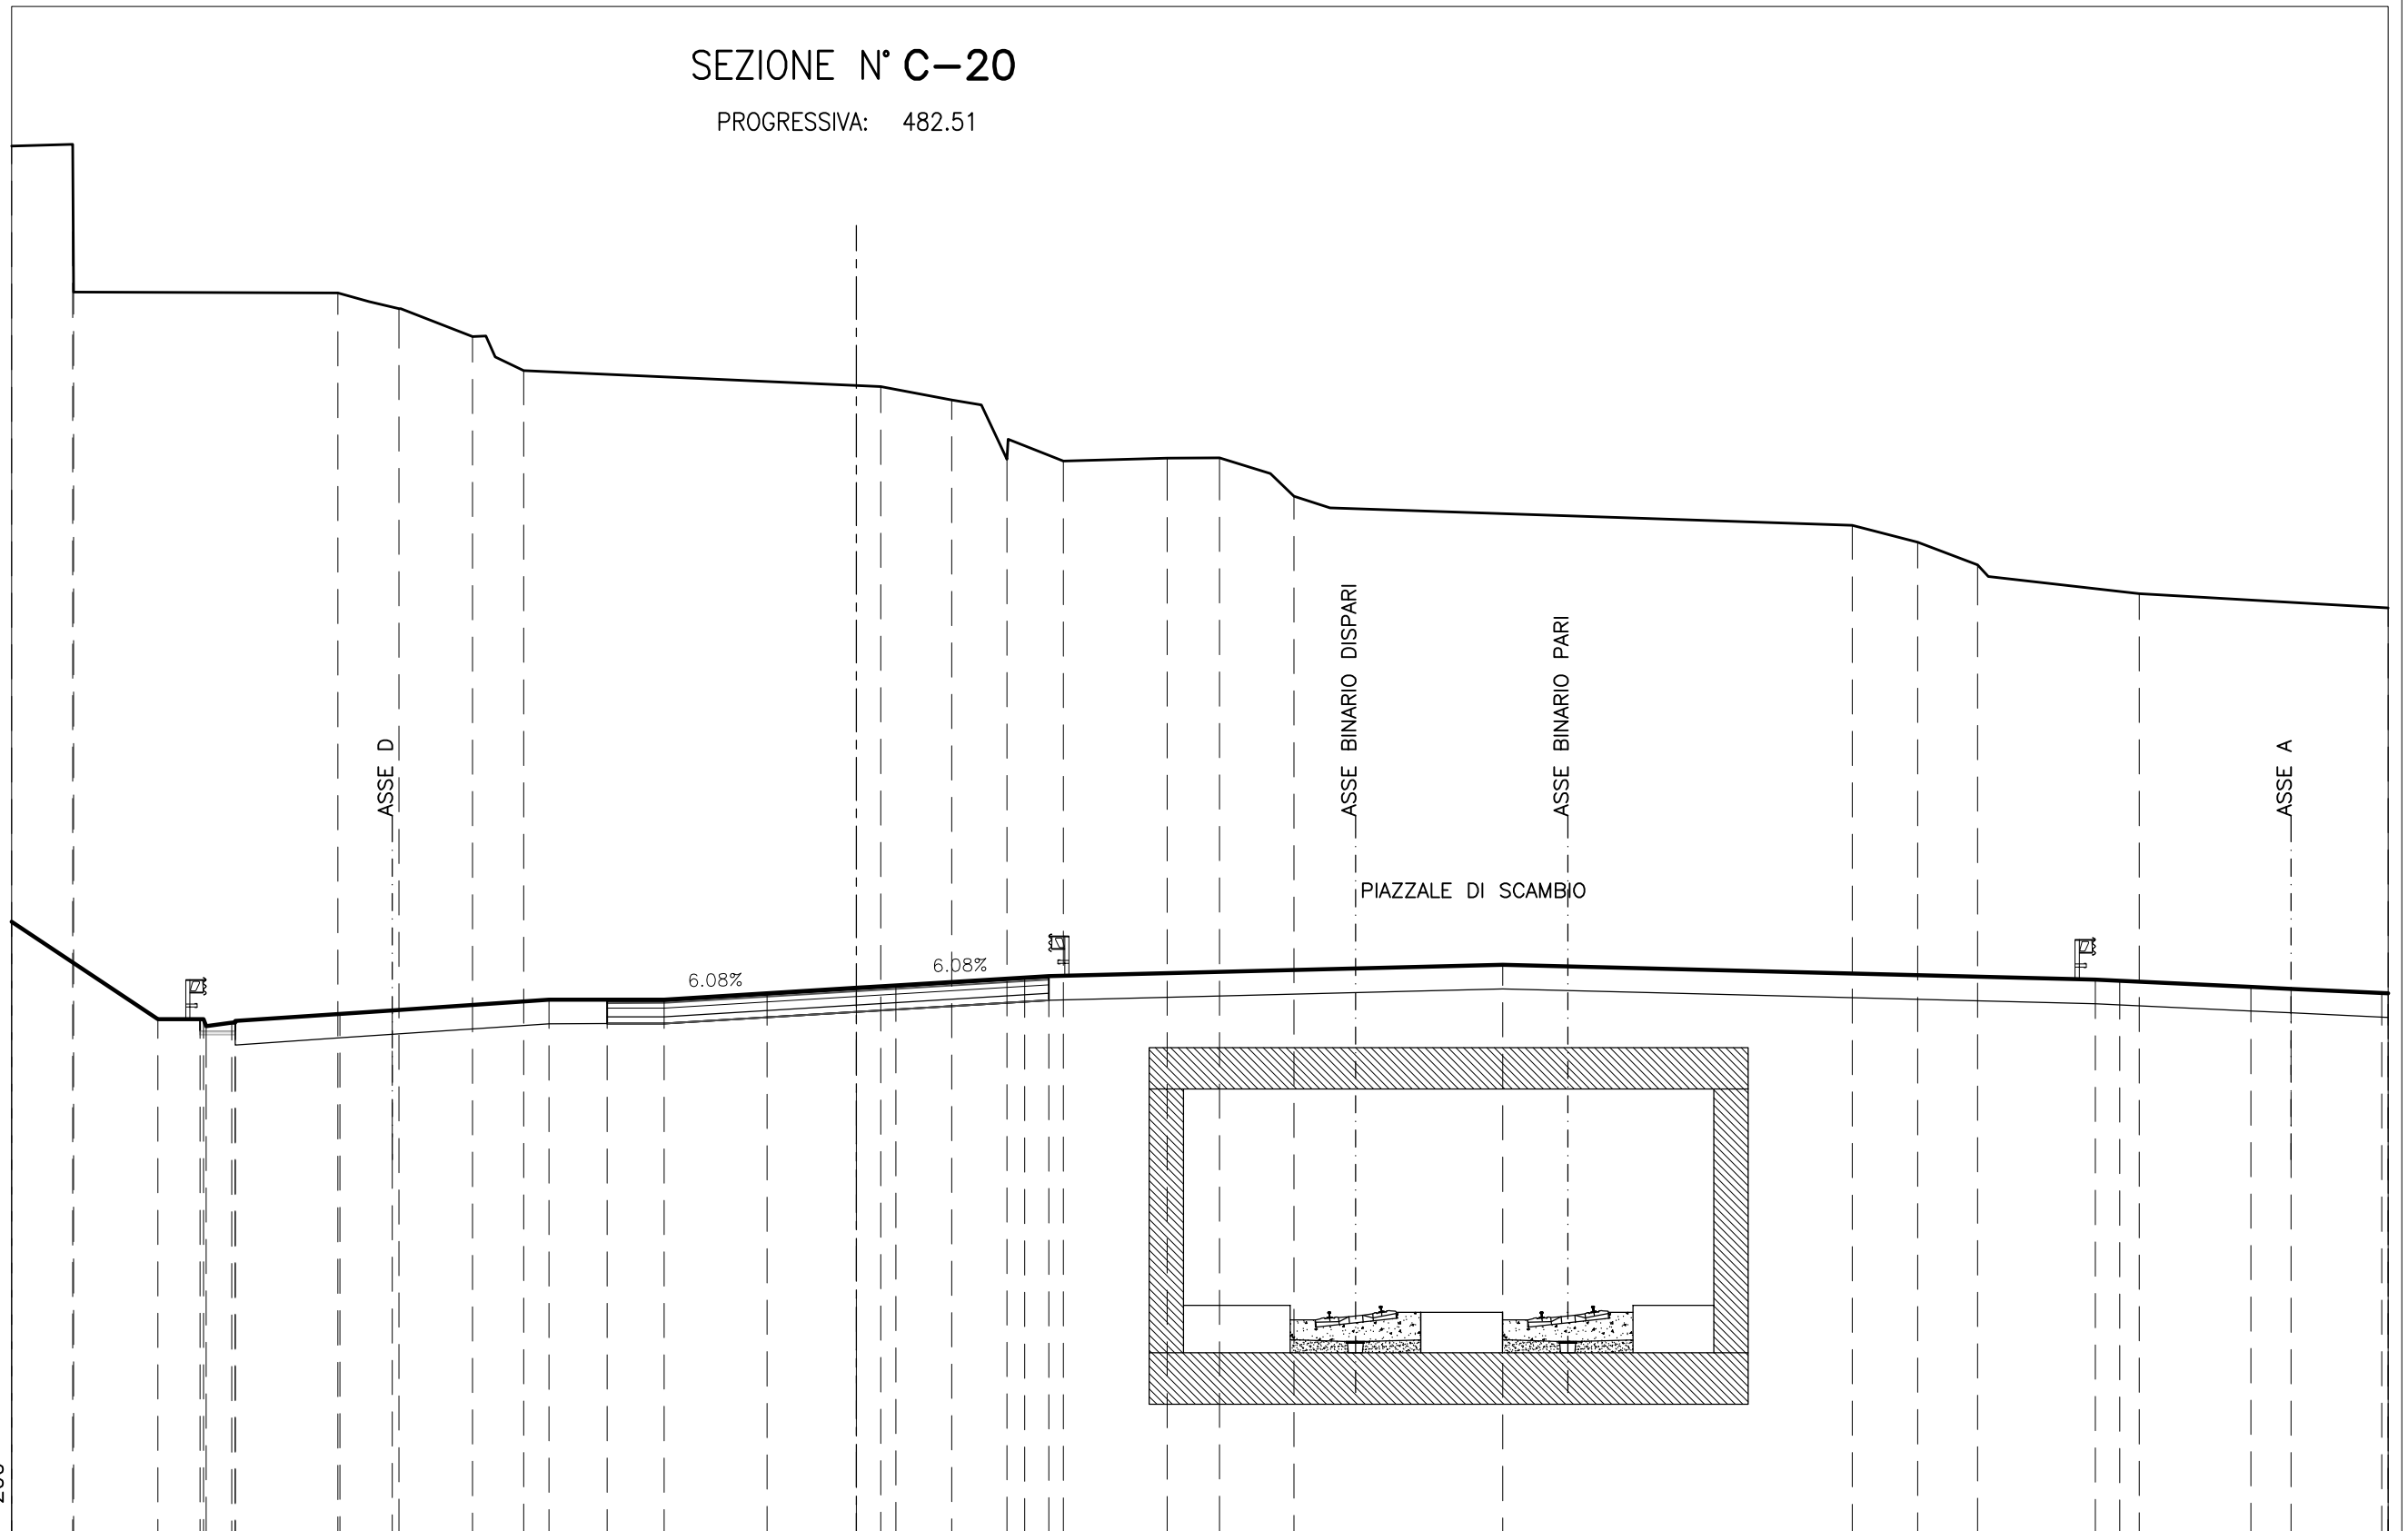 SEZIONE N° C-20
PROGRESSIVA: 482.51
ASSE BINARIO DISPARI
ASSE BINARIO PARI
ASSE D
ASSE A
PIAZZALE DI SCAMBIO
6.08%
6.08%